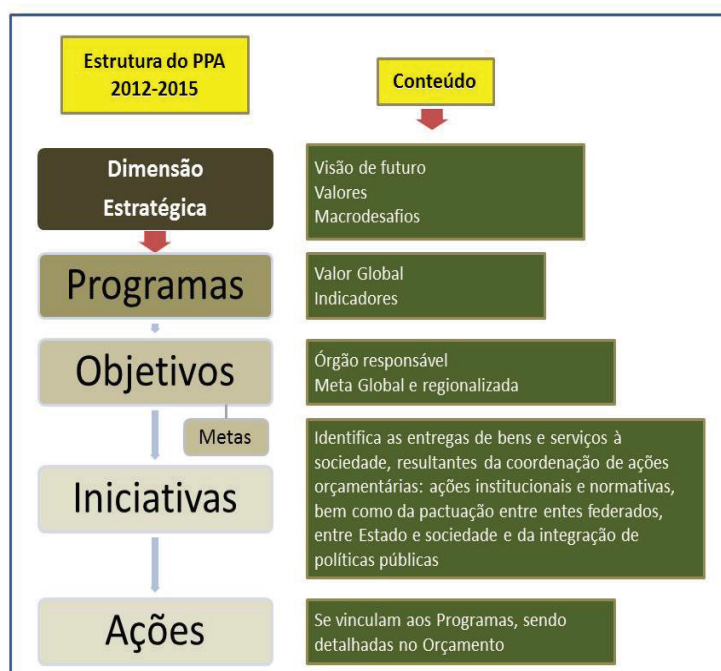 Estrutura do PPA
2012-2015
Conteúdo
Dimensão
Estratégica
Visão de futuro
Valores
Macrodesafios
Programas
Valor Global
Indicadores
Objetivos
Órgão responsável
Meta Global e regionalizada
Metas
Iniciativas
Identifica as entregas de bens e serviços à
sociedade, resultantes da coordenação de ações
orçamentárias: ações institucionais e normativas,
bem como da pactuação entre entes federados,
entre Estado e sociedade e da integração de
políticas públicas
Ações
Se vinculam aos Programas, sendo
detalhadas no Orçamento